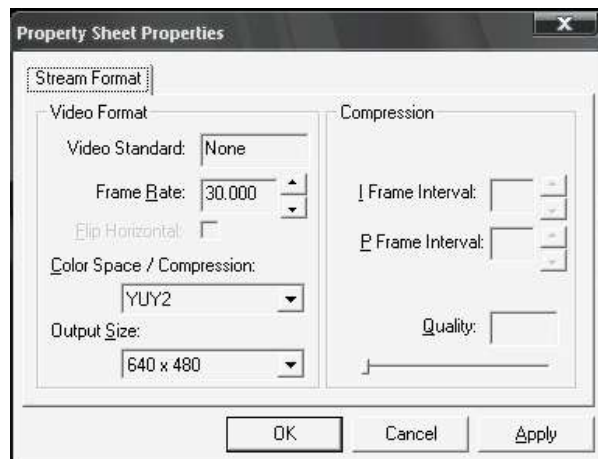 Property Sheet Properties
X
Stream Format
Video Format
Video Standard: None
Frame Rate: 30.000
Flip Horizontal:
Color Space / Compression:
YUY2
Output Size:
640 x 480
Compression
I Frame Interval:
P Frame Interval:
Quality:
OK Cancel Apply